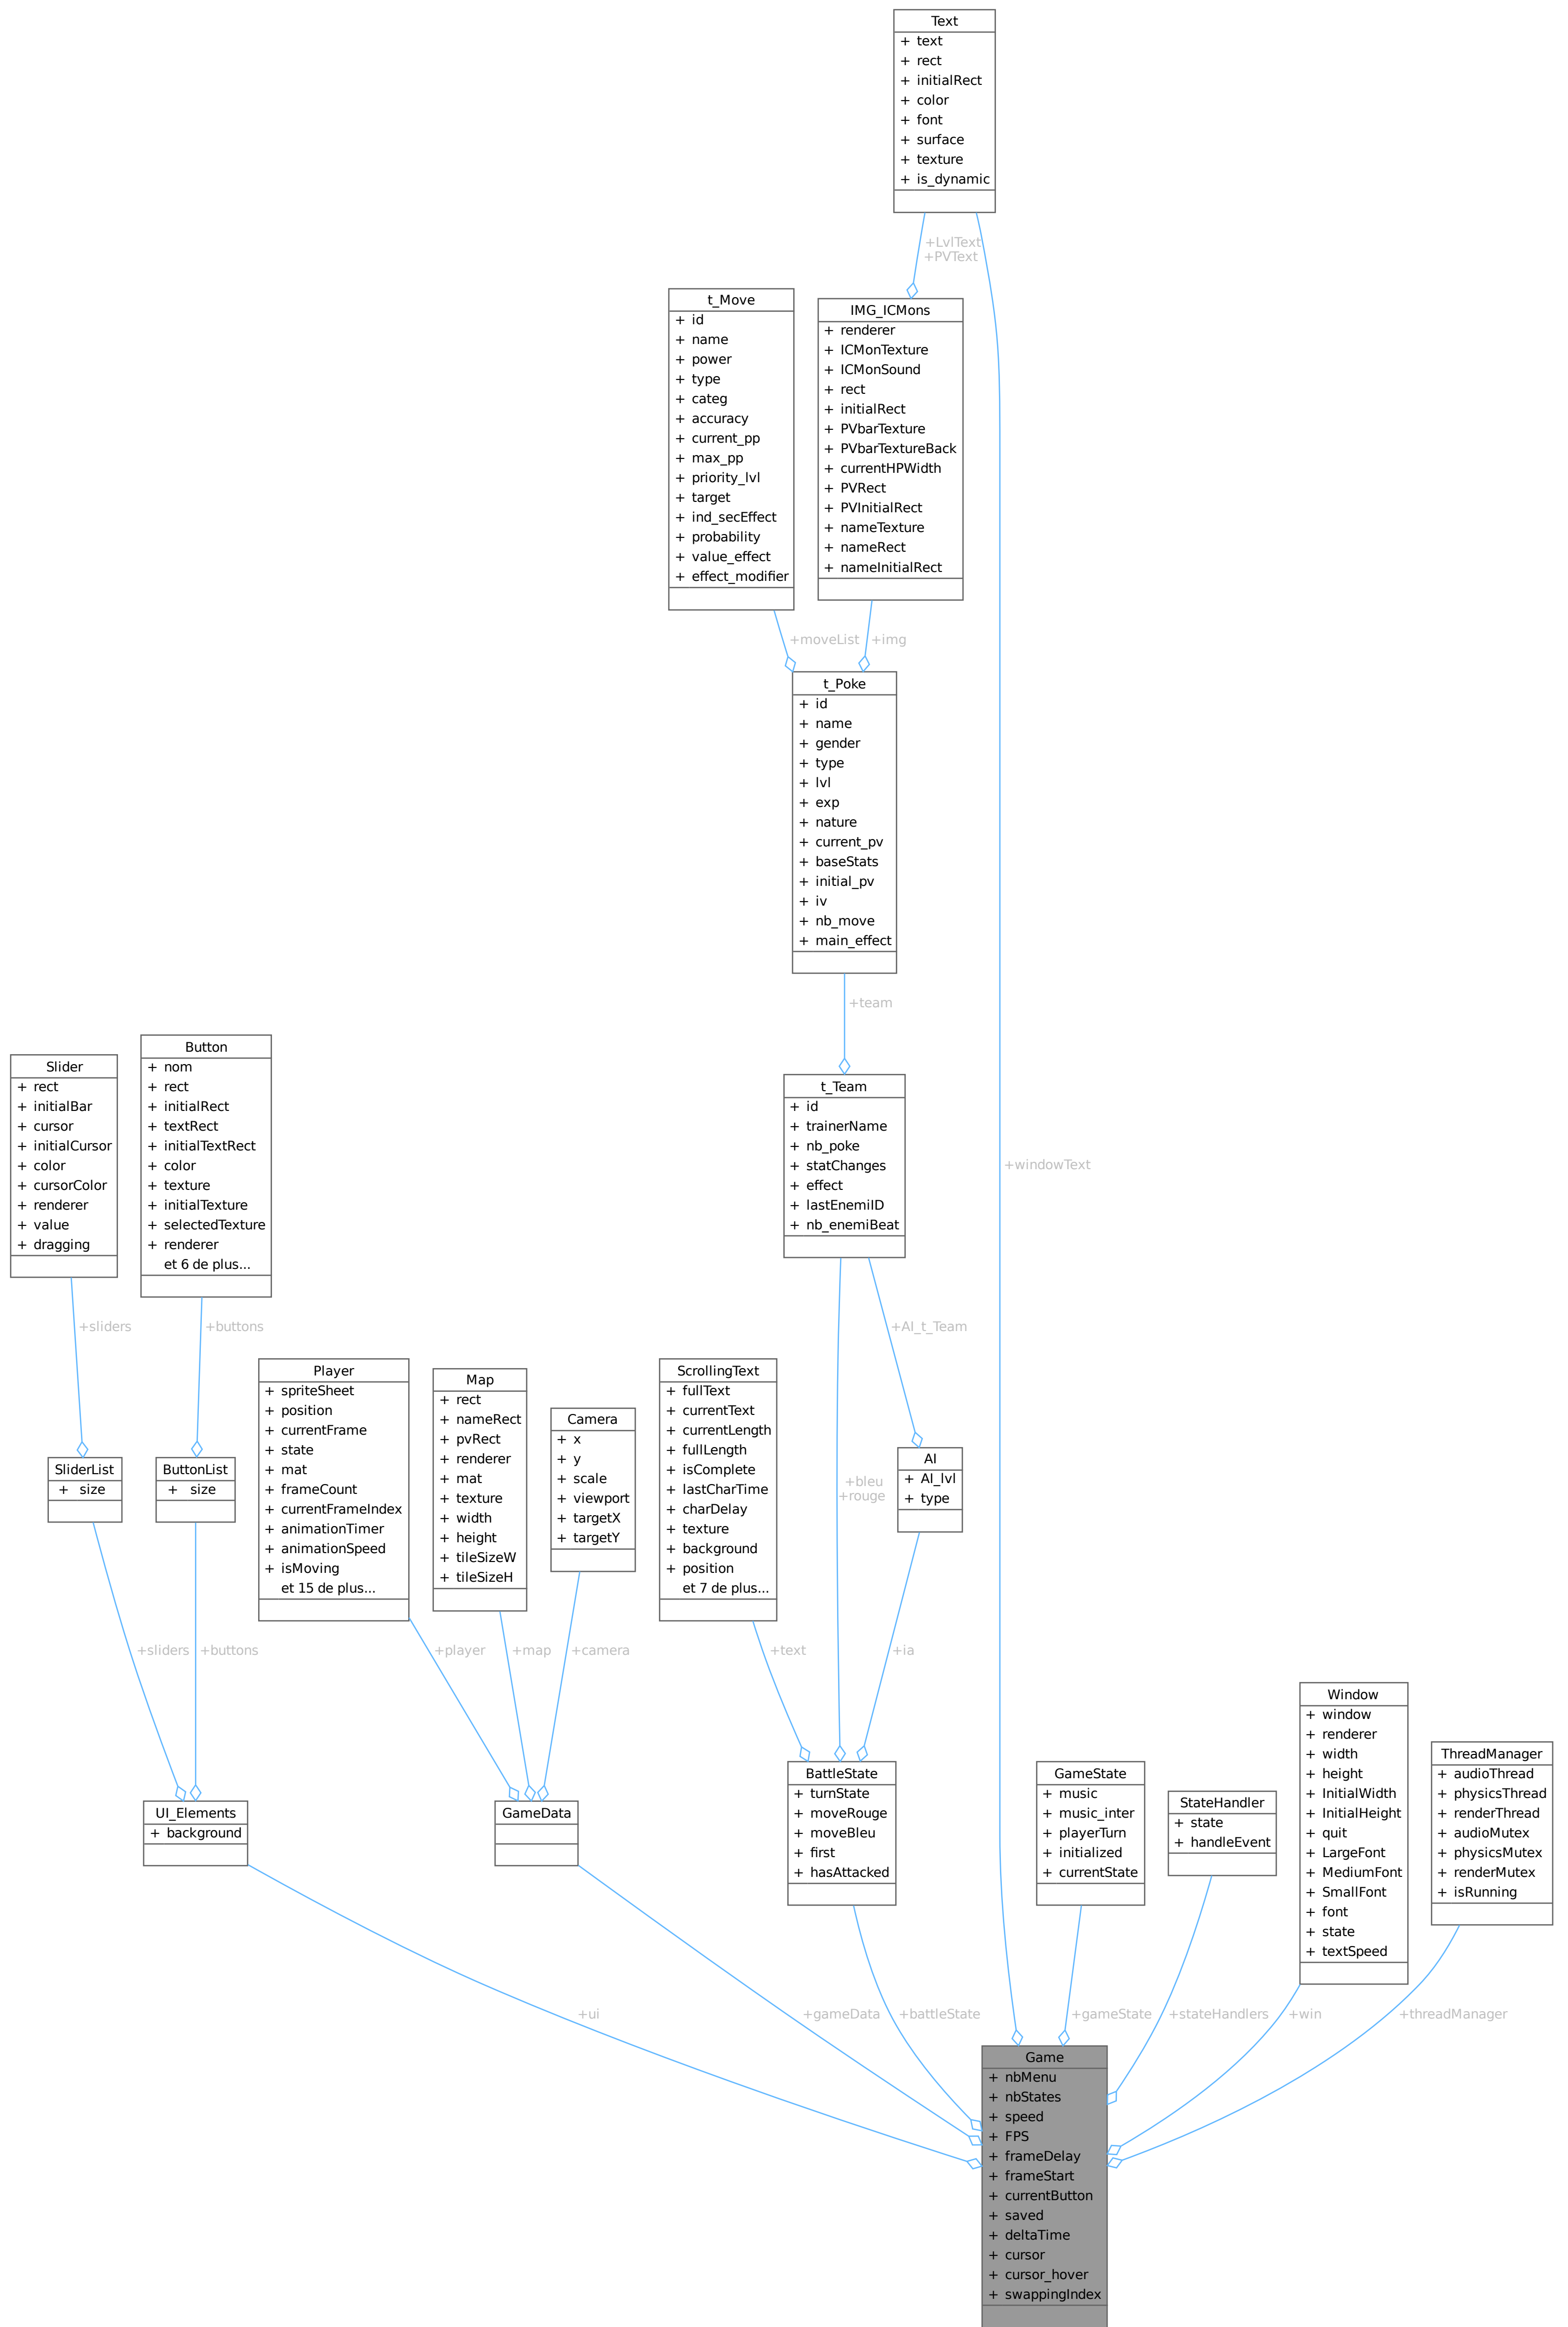 Text
+ text
+ rect
+ initialRect
+ color
+ font
+ surface
+ texture
+ is_dynamic
+LvlText
+PVText
t_Move
+ id
+ name
+ power
+ type
+ categ
+ accuracy
+ current_pp
+ max_pp
+ priority_lvl
+ target
+ ind_secEffect
+ probability
+ value_effect
+ effect_modifier
IMG_ICMons
+ renderer
+ ICMonTexture
+ ICMonSound
+ rect
+ initialRect
+ PVbarTexture
+ PVbarTextureBack
+ currentHPWidth
+ PVRect
+ PVInitialRect
+ nameTexture
+ nameRect
+ nameInitialRect
+moveList
+img
t_Poke
+ id
+ name
+ gender
+ type
+ lvl
+ exp
+ nature
+ current_pv
+ baseStats
+ initial_pv
+ iv
+ nb_move
+ main_effect
+team
t_Team
+ id
+ trainerName
+ nb_poke
+ statChanges
+ effect
+ lastEnemiID
+ nb_enemiBeat
+windowText
Slider
+ rect
+ initialBar
+ cursor
+ initialCursor
+ color
+ cursorColor
+ renderer
+ value
+ dragging
Button
+ nom
+ rect
+ initialRect
+ textRect
+ initialTextRect
+ color
+ texture
+ initialTexture
+ selectedTexture
+ renderer
et 6 de plus...
+sliders
+buttons
+AI_t_Team
Player
+ spriteSheet
+ position
+ currentFrame
+ state
+ mat
+ frameCount
+ currentFrameIndex
+ animationTimer
+ animationSpeed
+ isMoving
et 15 de plus...
Map
+ rect
+ nameRect
+ pvRect
+ renderer
+ mat
+ texture
+ width
+ height
+ tileSizeW
+ tileSizeH
Camera
+ x
+ y
+ scale
+ viewport
+ targetX
+ targetY
ScrollingText
+ fullText
+ currentText
+ currentLength
+ fullLength
+ isComplete
+ lastCharTime
+ charDelay
+ texture
+ background
+ position
et 7 de plus...
SliderList
+ size
ButtonList
+ size
+bleu
+rouge
AI
+ AI_lvl
+ type
+sliders
+buttons
+player
+map
+camera
+text
+ia
UI_Elements
+ background
GameData
BattleState
+ turnState
+ moveRouge
+ moveBleu
+ first
+ hasAttacked
GameState
+ music
+ music_inter
+ playerTurn
+ initialized
+ currentState
StateHandler
+ state
+ handleEvent
Window
+ window
+ renderer
+ width
+ height
+ InitialWidth
+ InitialHeight
+ quit
+ LargeFont
+ MediumFont
+ SmallFont
+ font
+ state
+ textSpeed
ThreadManager
+ audioThread
+ physicsThread
+ renderThread
+ audioMutex
+ physicsMutex
+ renderMutex
+ isRunning
+ui
+gameData
+battleState
+gameState
+stateHandlers
+win
+threadManager
Game
+ nbMenu
+ nbStates
+ speed
+ FPS
+ frameDelay
+ frameStart
+ currentButton
+ saved
+ deltaTime
+ cursor
+ cursor_hover
+ swappingIndex